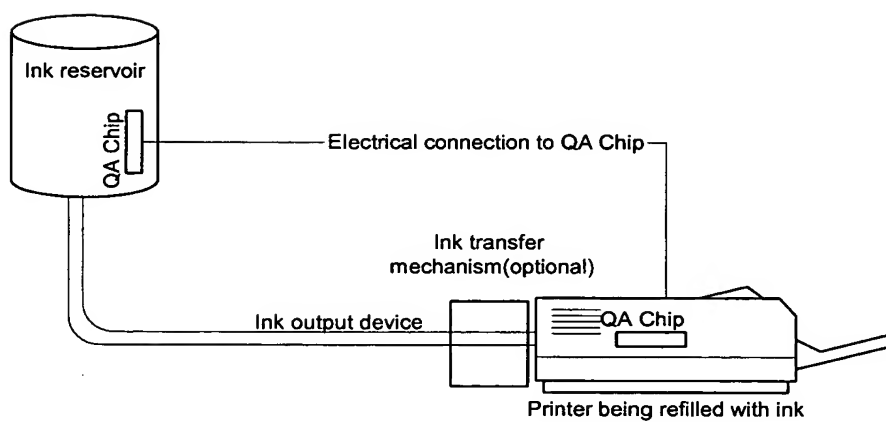 Ink reservoir
QA Chip
Electrical connection to QA Chip
Ink transfer
mechanism(optional)
Ink output device
QA Chip
Printer being refilled with ink